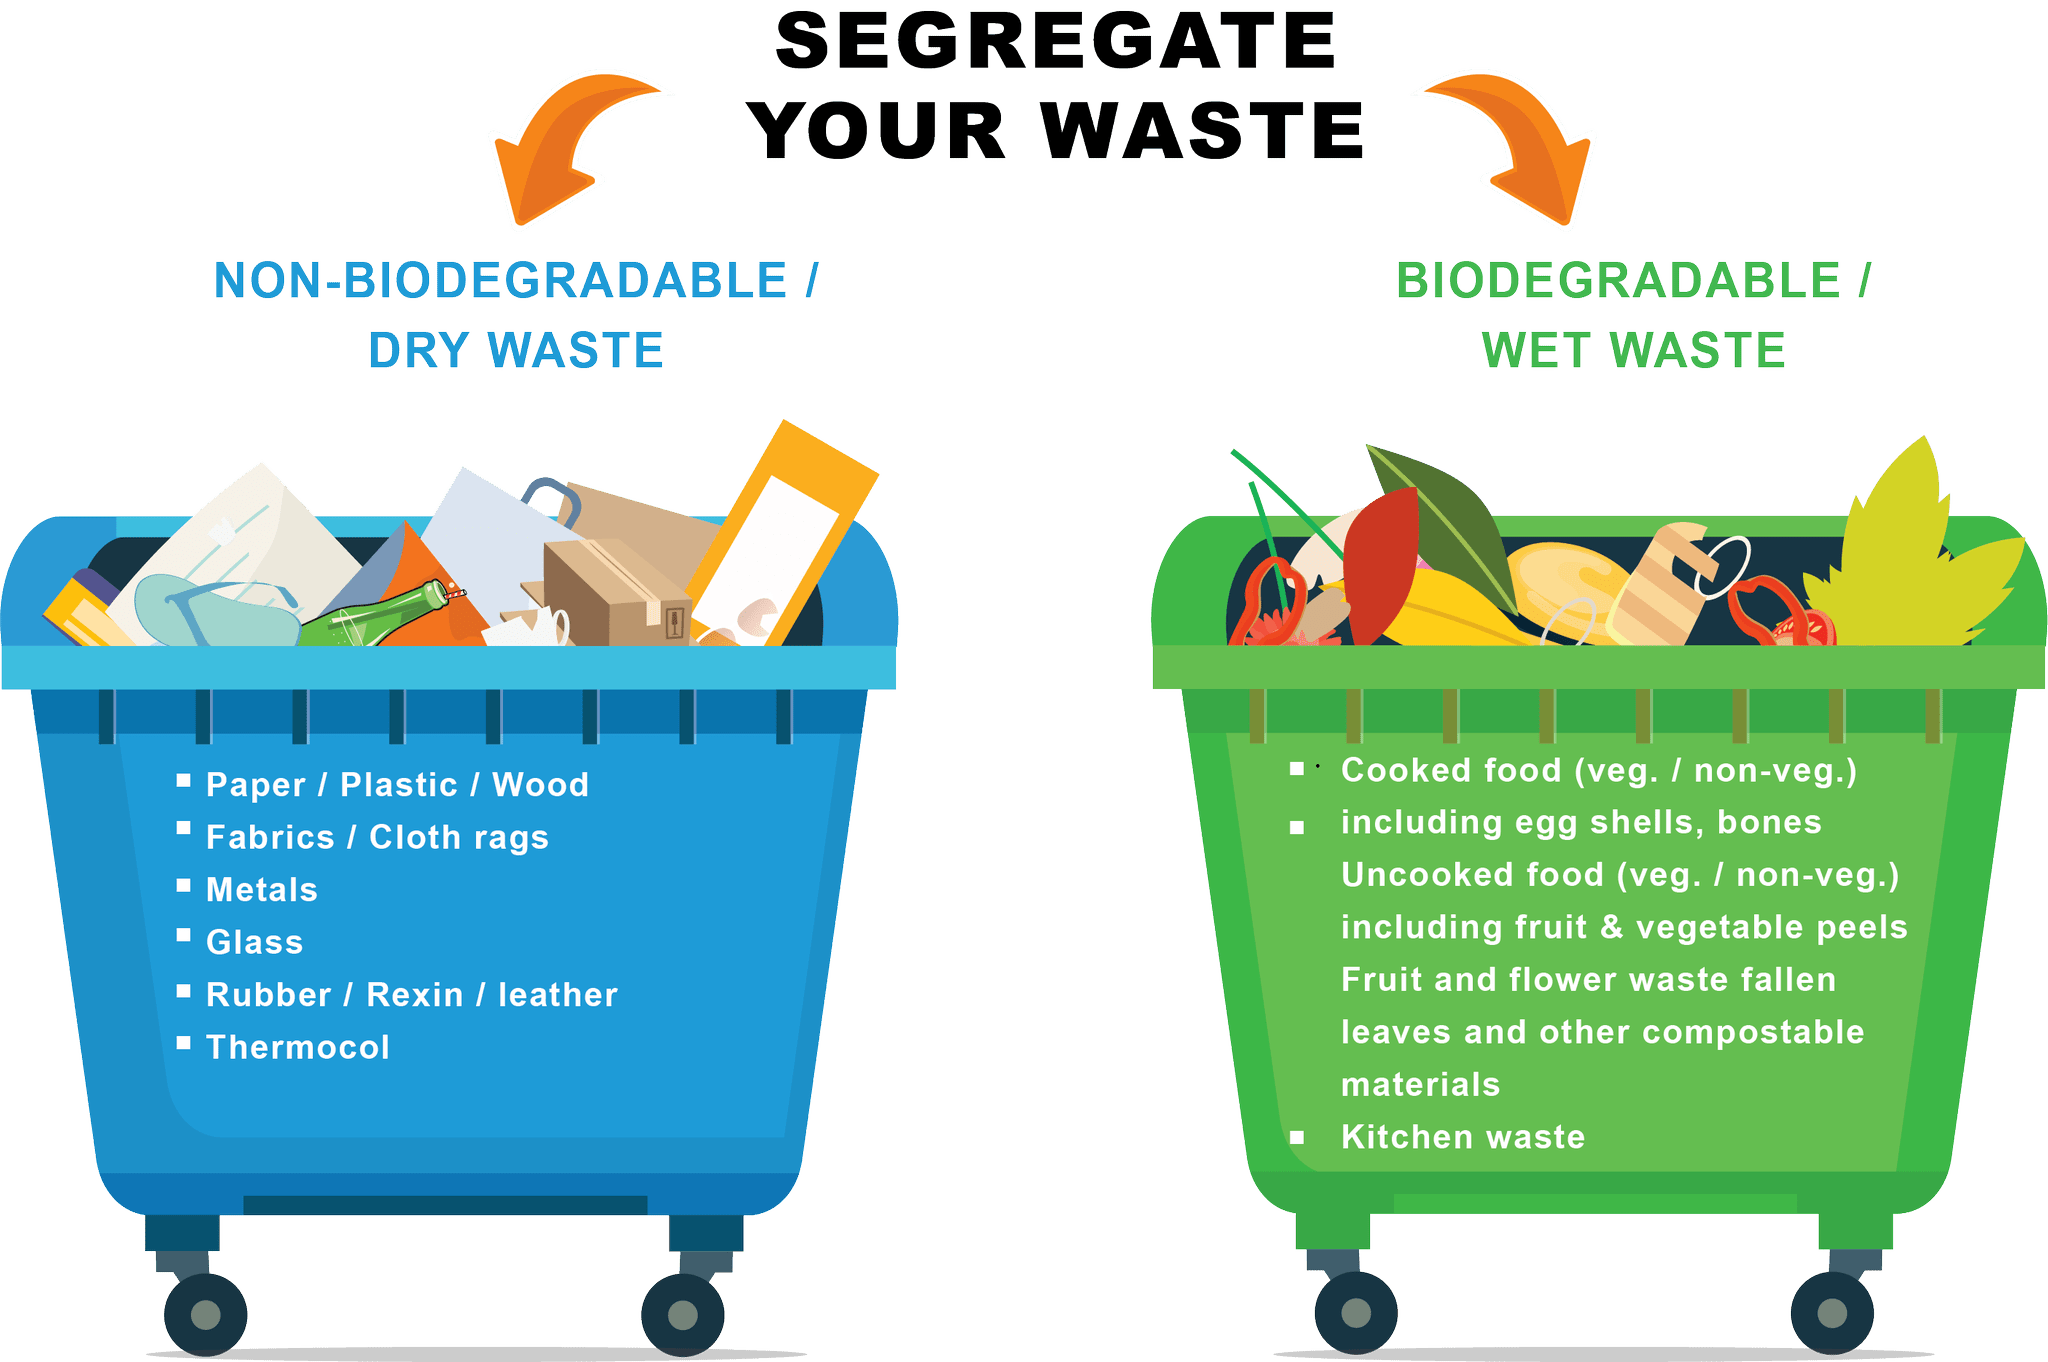 SEGREGATE
YOUR WASTE
NON-BIODEGRADABLE /
DRY WASTE
Paper / Plastic / Wood
Fabrics / Cloth rags
Metals
Glass
Rubber / Rexin / leather
Thermocol
BIODEGRADABLE /
WET WASTE
Cooked food (veg. / non-veg.)
including egg shells, bones
Uncooked food (veg. / non-veg.)
including fruit & vegetable peels
Fruit and flower waste fallen
leaves and other compostable
materials
Kitchen waste